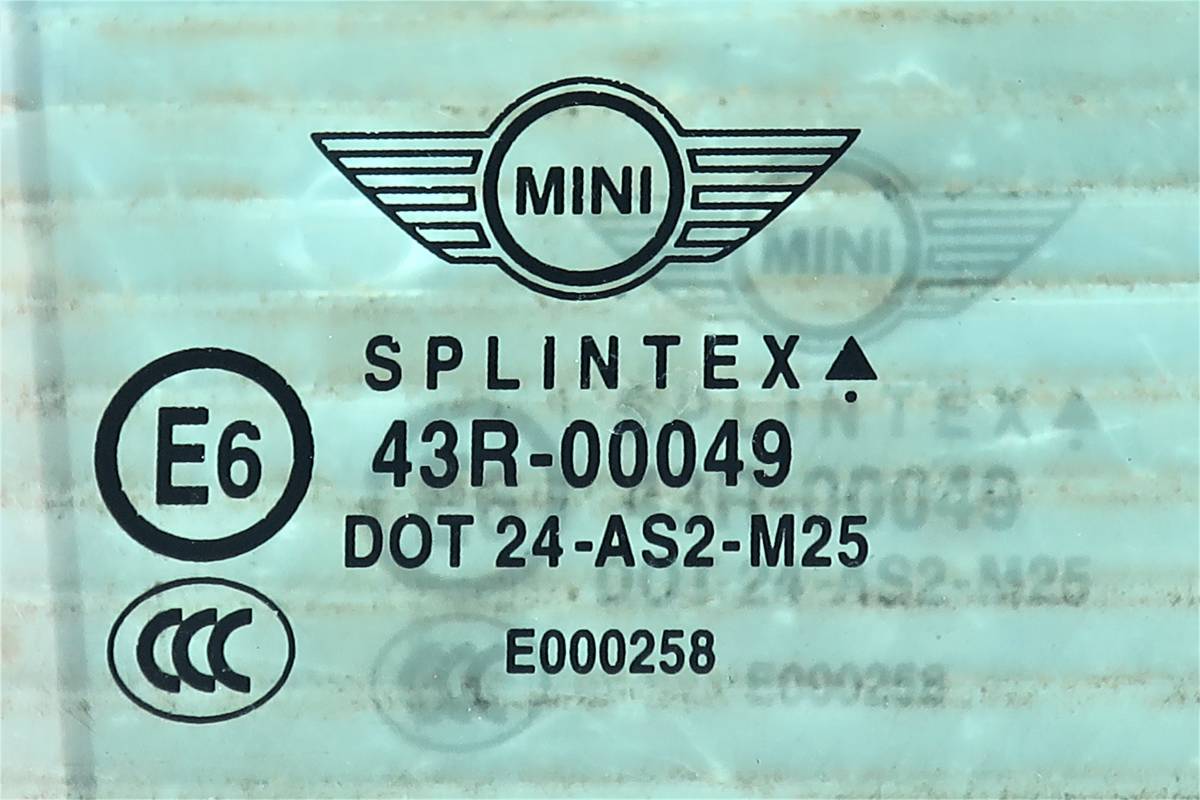 MINI
SPLINTEX
E6
43R-00049
DOT 24-AS2-M25
CCC
E000258